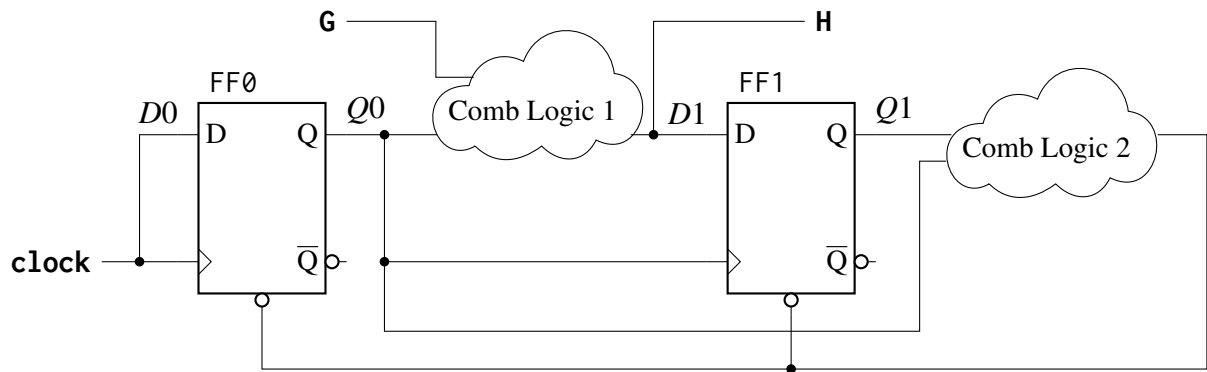 G
H
FF0
FF1
D0
D
Q
Q0
Comb Logic 1
D1
D
Q
Q1
Comb Logic 2
clock
Q̅
Q̅